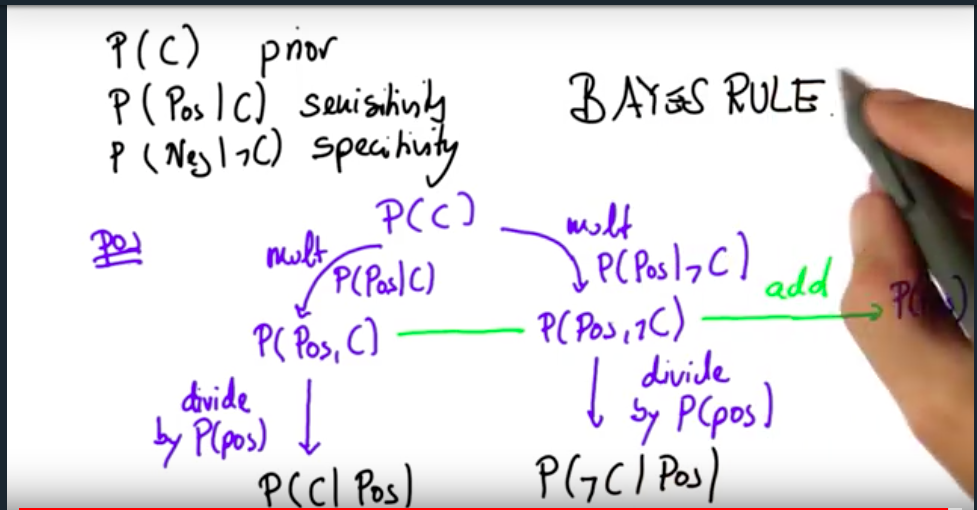 P(C) prior
P(Pos|C) sensitivity
P(Neg|¬C) specitivity
BAYES RULE
Pos
P(C)
mult
P(Pos|C)
mult
P(Pos|¬C)
add
P(Pos, C)
P(Pos,¬C)
P(Pos)
divide
by P(pos)
divide
by P(pos)
P(C|Pos)
P(¬C|Pos)